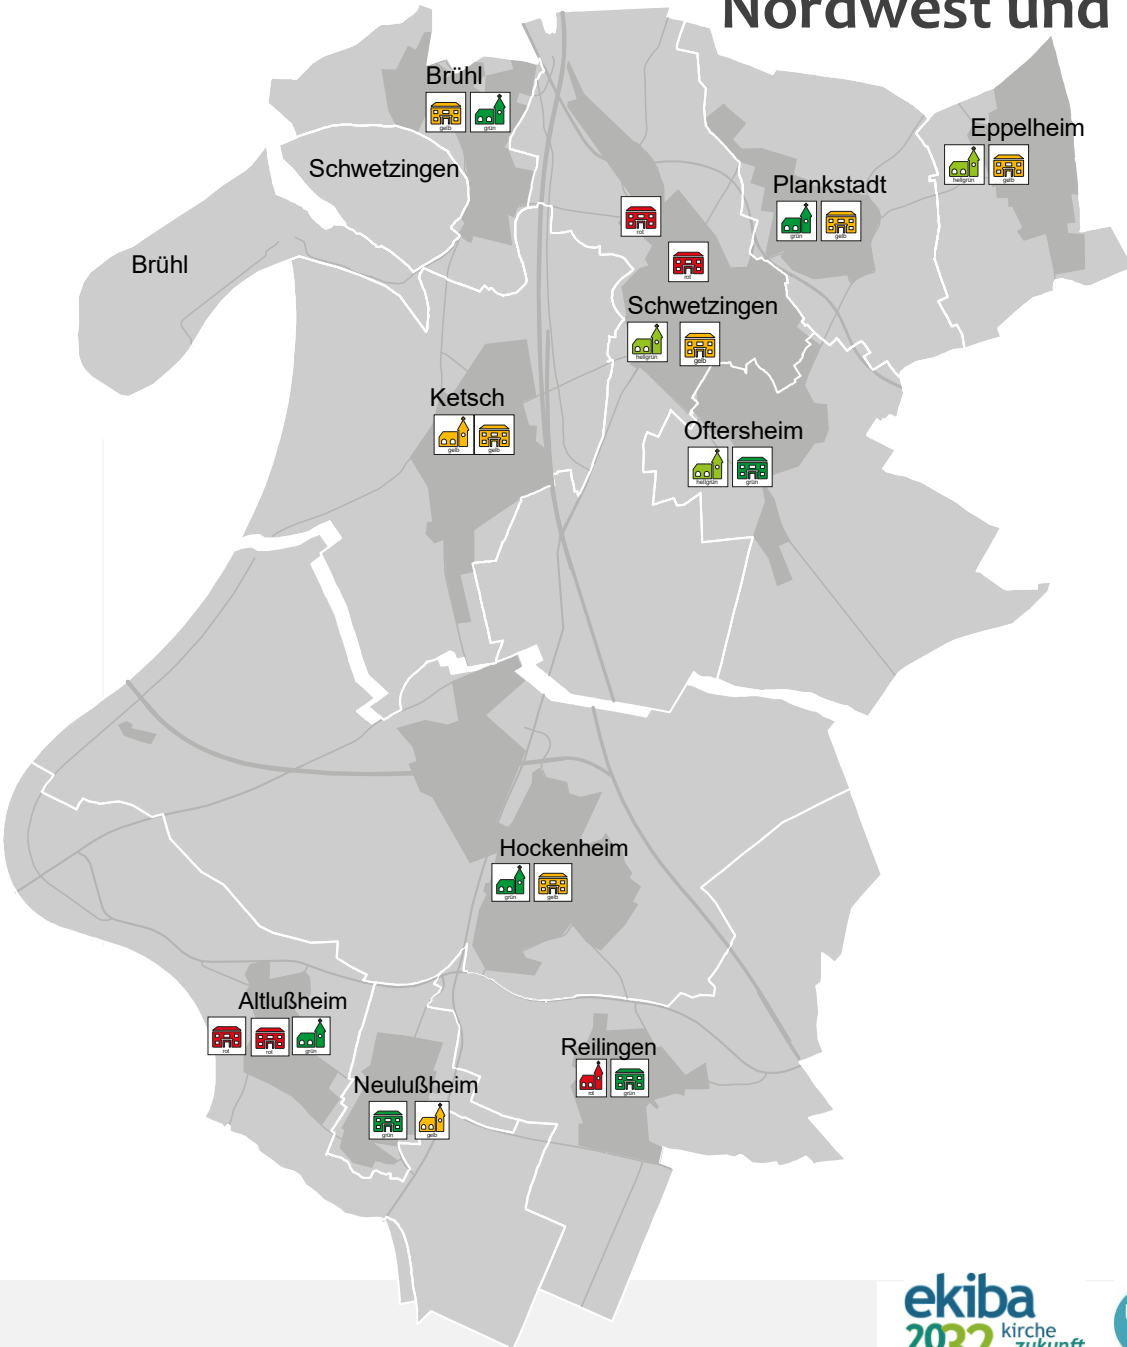 Nordwest und
Brühl
gelb grün
Schwetzingen
Eppelheim
hellgrün gelb
Plankstadt
grün gelb
rot
rot
Brühl
Schwetzingen
hellgrün gelb
Ketsch
gelb gelb
Oftersheim
hellgrün grün
Hockenheim
grün gelb
Altlußheim
rot rot grün
Reilingen
rot grün
Neulußheim
grün gelb
ekiba
2032 kirche
zukunft